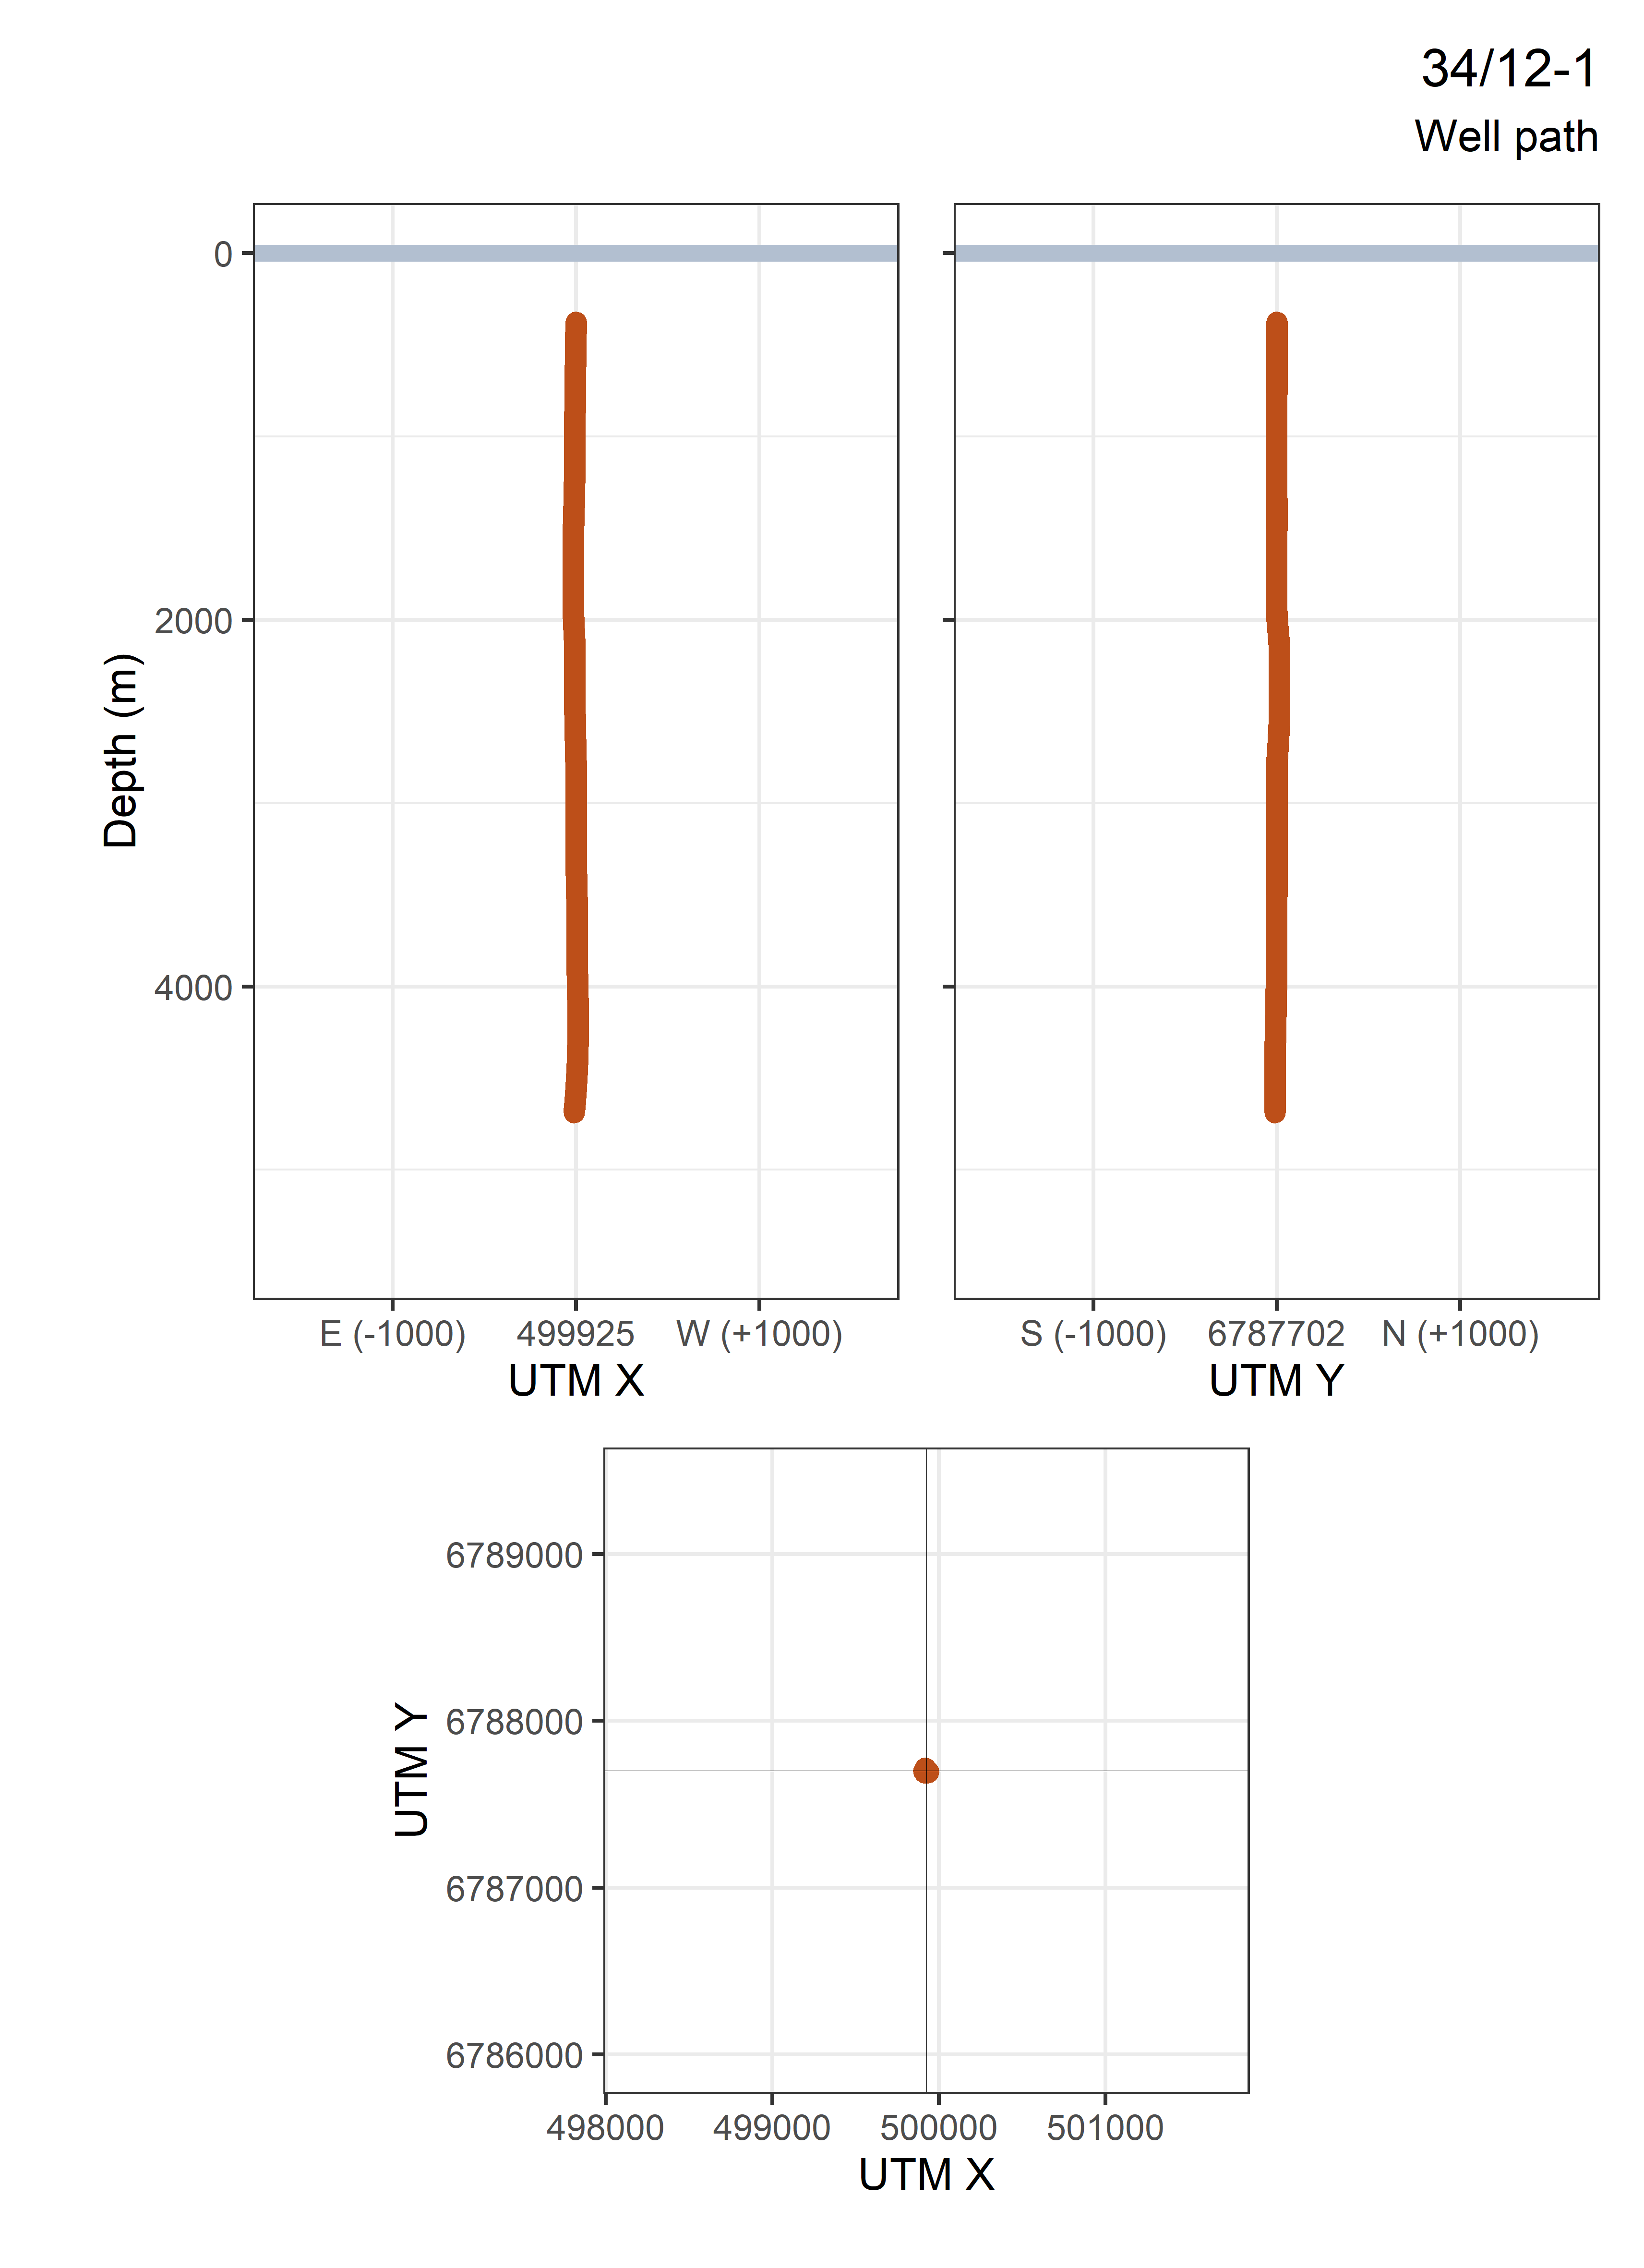 34/12-1
Well path
Depth (m)
0
2000
4000
E (-1000) 499925 W (+1000)
UTM X
S (-1000) 6787702 N (+1000)
UTM Y
UTM Y
6789000
6788000
6787000
6786000
498000 499000 500000 501000
UTM X